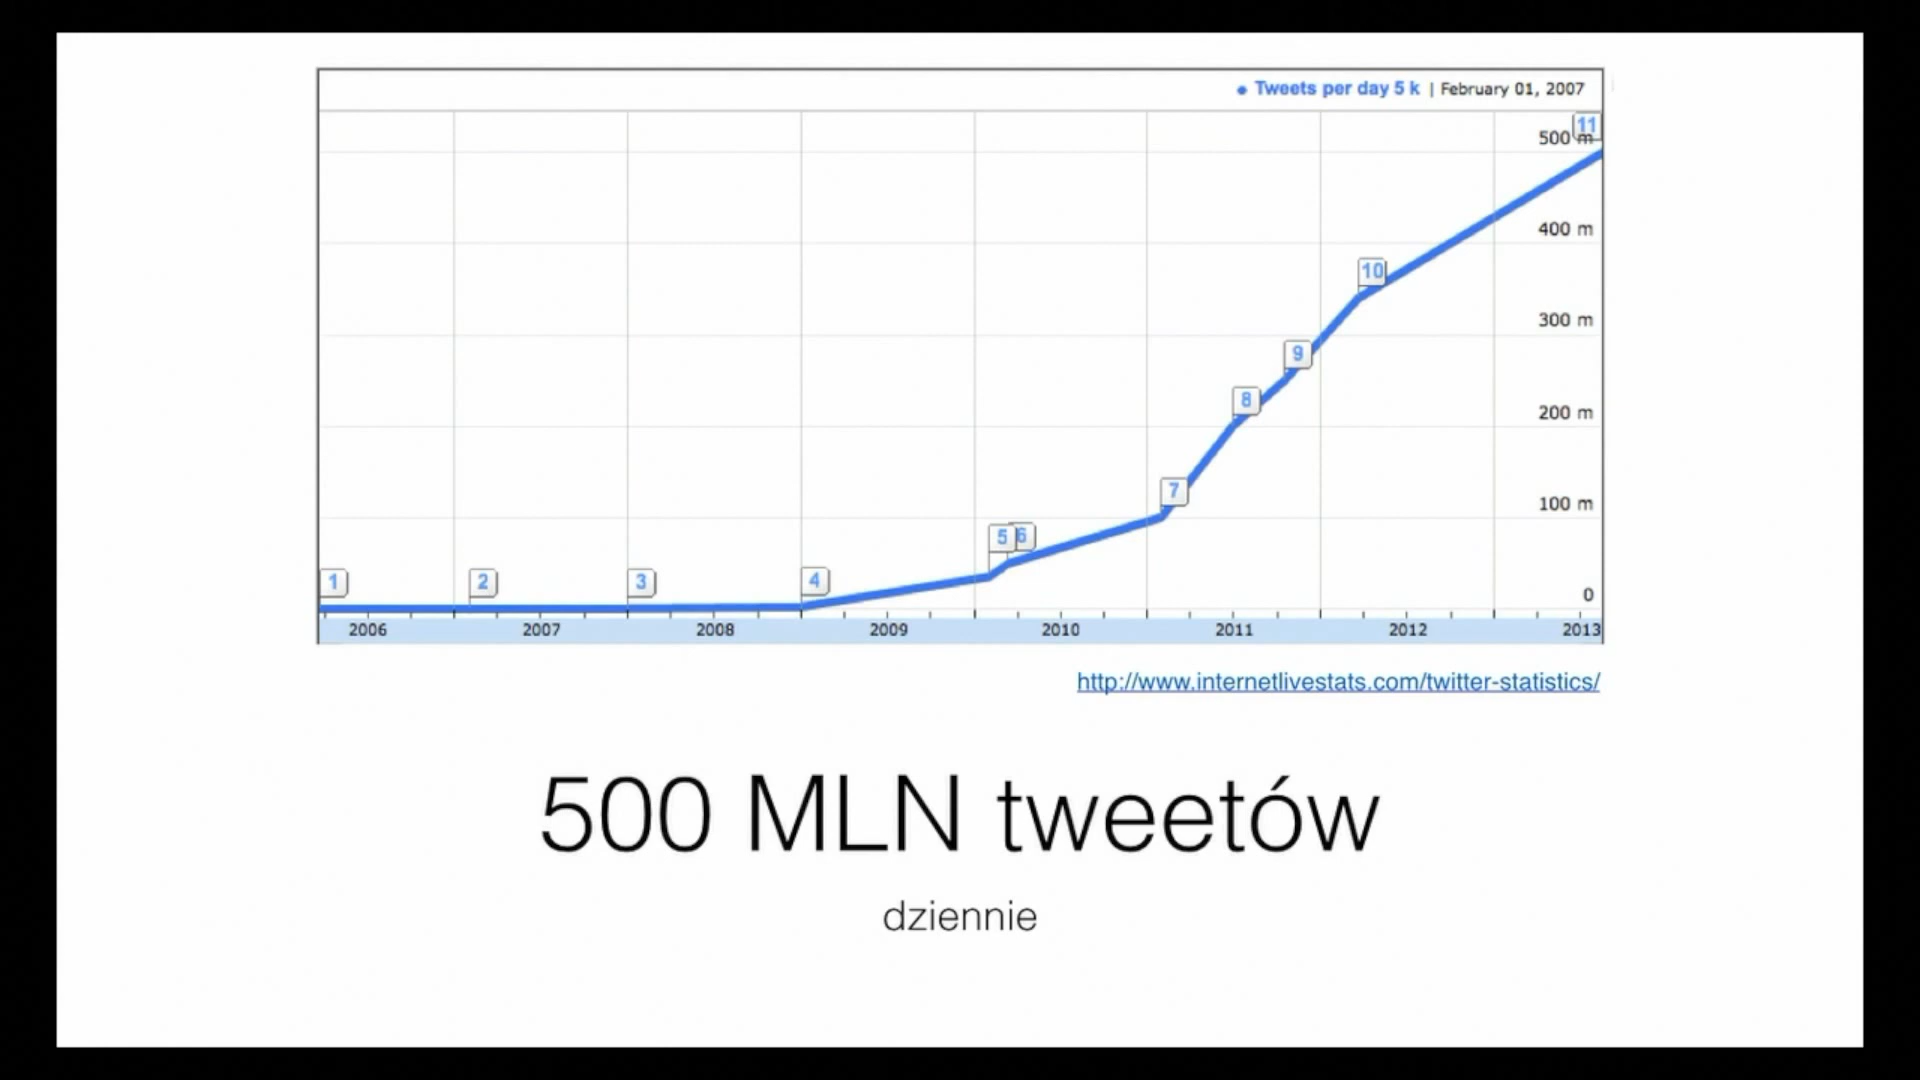 • Tweets per day 5 k | February 01, 2007
11
500 m
400 m
10
300 m
9
8
200 m
7
100 m
5 6
1 2 3 4
0
2006 2007 2008 2009 2010 2011 2012 2013
http://www.internetlivestats.com/twitter-statistics/
500 MLN tweetów
dziennie